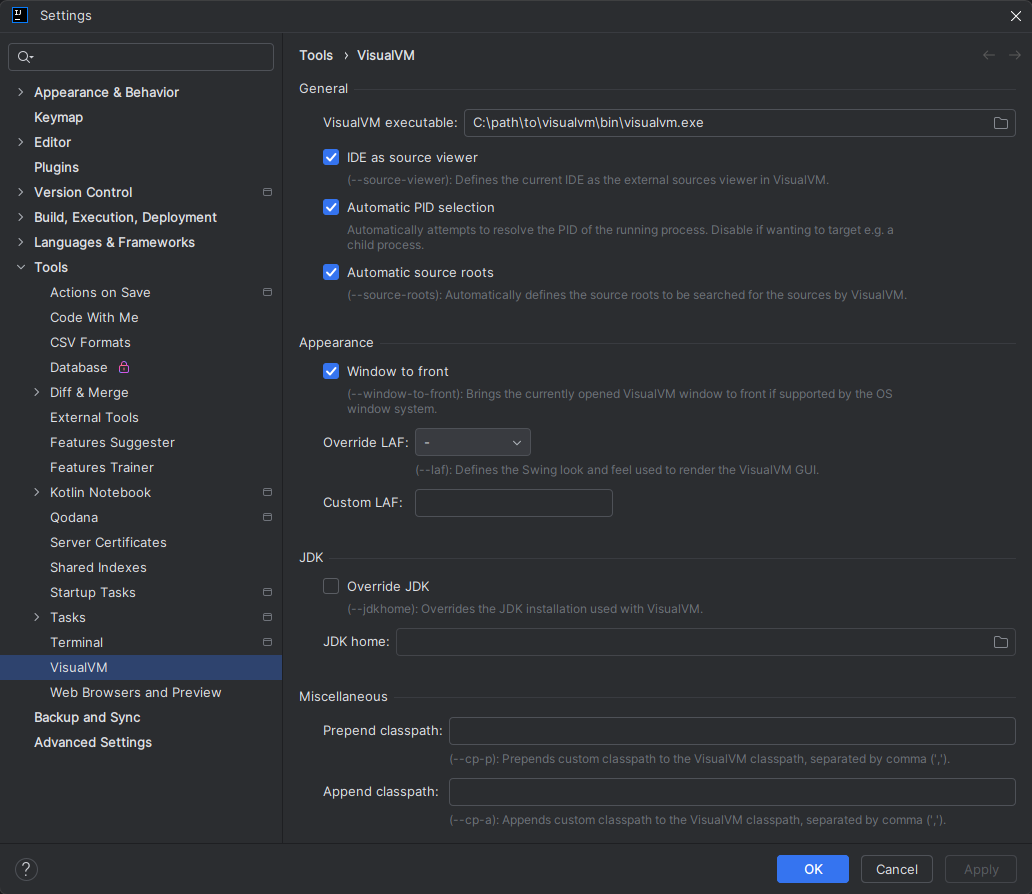 Settings
Appearance & Behavior
Keymap
Editor
Plugins
Version Control
Build, Execution, Deployment
Languages & Frameworks
Tools
Actions on Save
Code With Me
CSV Formats
Database
Diff & Merge
External Tools
Features Suggester
Features Trainer
Kotlin Notebook
Qodana
Server Certificates
Shared Indexes
Startup Tasks
Tasks
Terminal
VisualVM
Web Browsers and Preview
Backup and Sync
Advanced Settings
Tools › VisualVM
General
VisualVM executable: C:\path\to\visualvm\bin\visualvm.exe
IDE as source viewer
(--source-viewer): Defines the current IDE as the external sources viewer in VisualVM.
Automatic PID selection
Automatically attempts to resolve the PID of the running process. Disable if wanting to target e.g. a
child process.
Automatic source roots
(--source-roots): Automatically defines the source roots to be searched for the sources by VisualVM.
Appearance
Window to front
(--window-to-front): Brings the currently opened VisualVM window to front if supported by the OS
window system.
Override LAF: -
(--laf): Defines the Swing look and feel used to render the VisualVM GUI.
Custom LAF:
JDK
Override JDK
(--jdkhome): Overrides the JDK installation used with VisualVM.
JDK home:
Miscellaneous
Prepend classpath:
(--cp-p): Prepends custom classpath to the VisualVM classpath, separated by comma (',').
Append classpath:
(--cp-a): Appends custom classpath to the VisualVM classpath, separated by comma (',').
? OK Cancel Apply